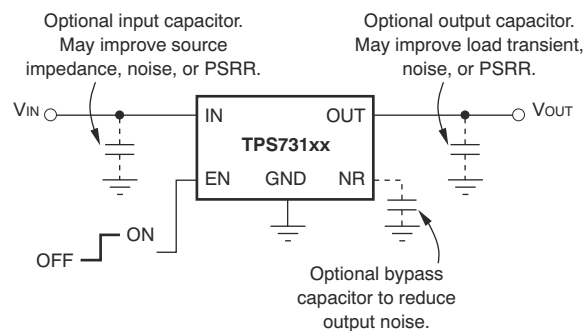 Optional input capacitor.
May improve source
impedance, noise, or PSRR.
Optional output capacitor.
May improve load transient,
noise, or PSRR.
VIN
IN
OUT
VOUT
TPS731xx
EN
GND
NR
ON
OFF
Optional bypass
capacitor to reduce
output noise.